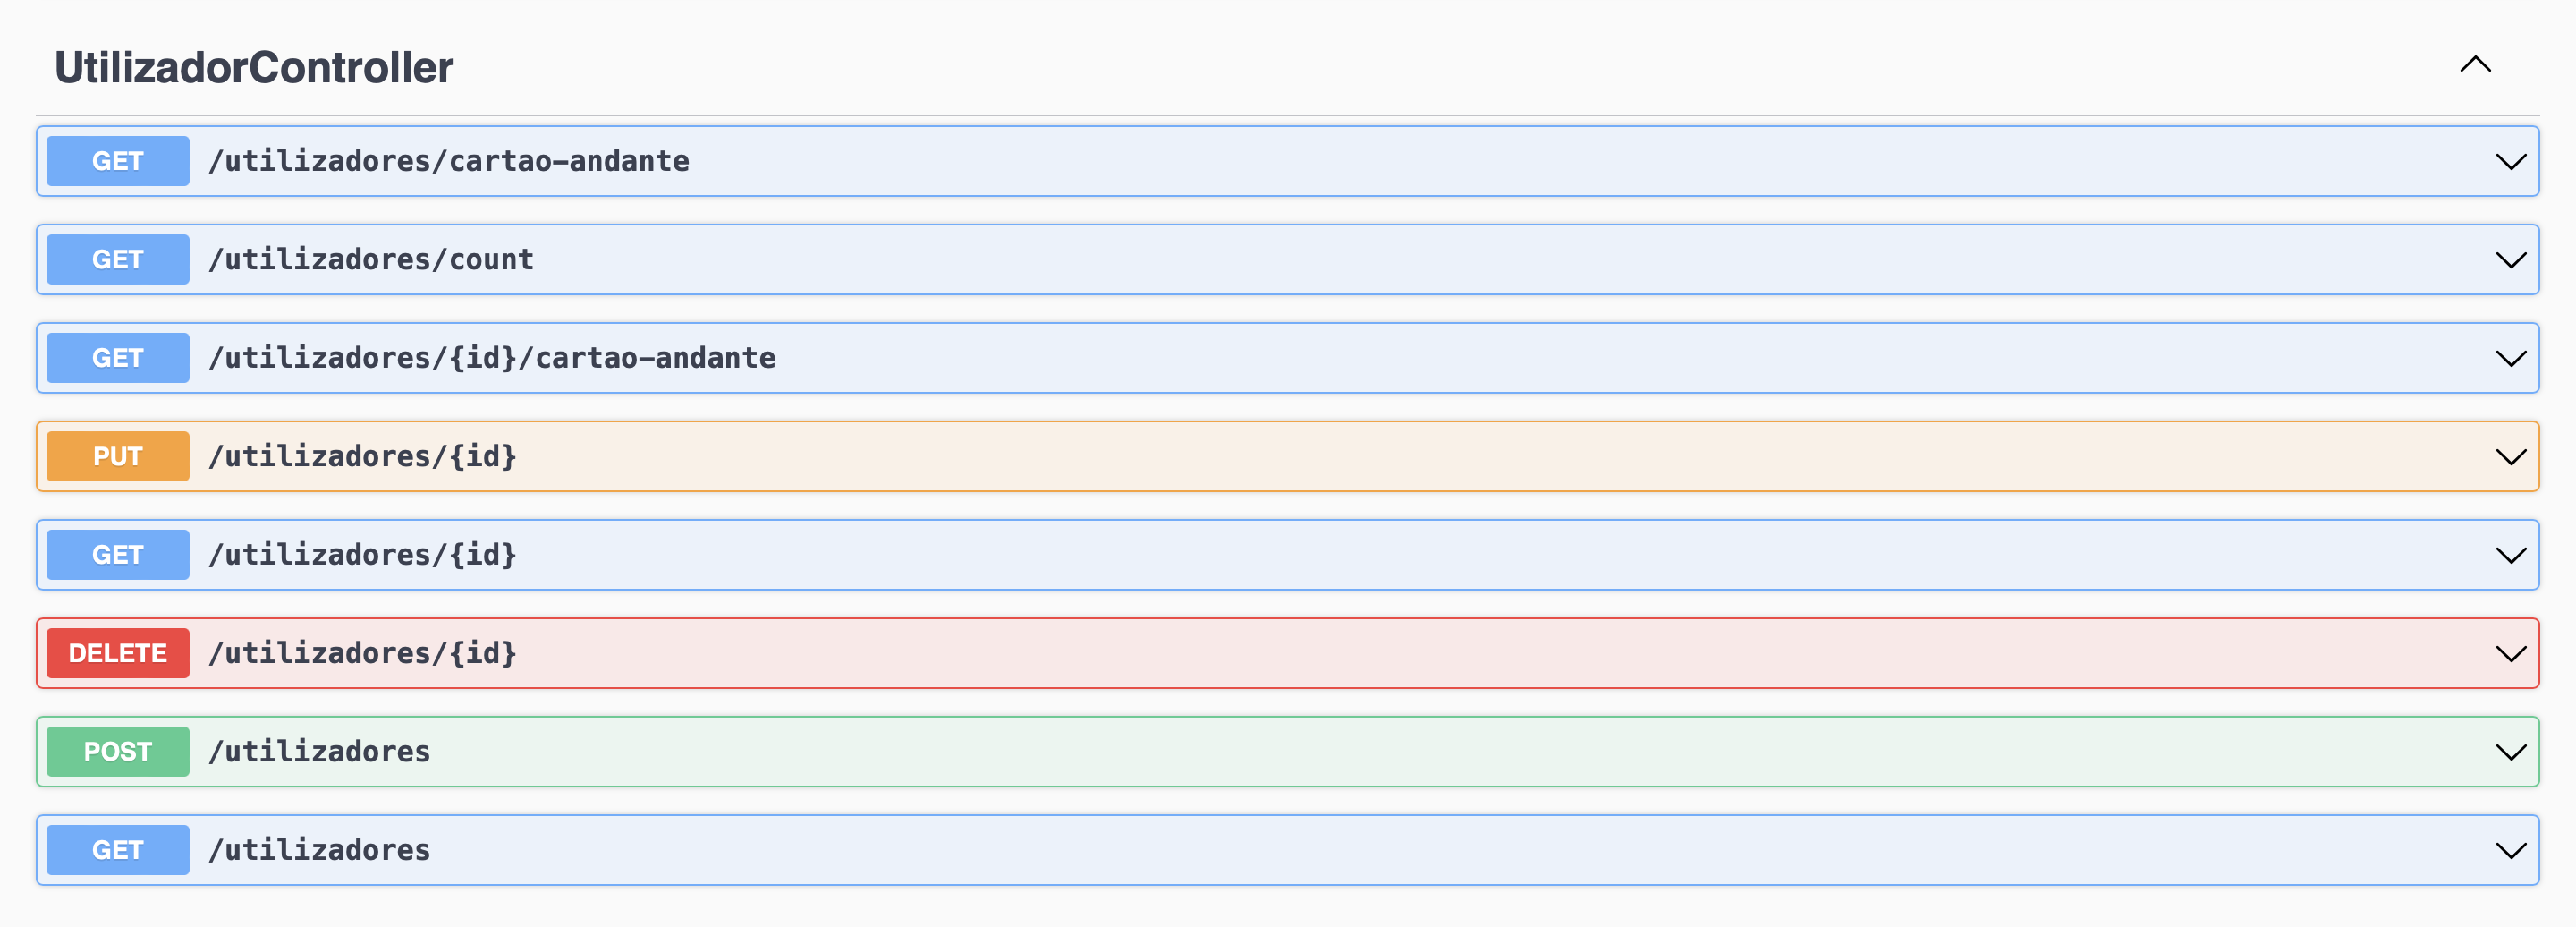 UtilizadorController
GET /utilizadores/cartao-andante
GET /utilizadores/count
GET /utilizadores/{id}/cartao-andante
PUT /utilizadores/{id}
GET /utilizadores/{id}
DELETE /utilizadores/{id}
POST /utilizadores
GET /utilizadores